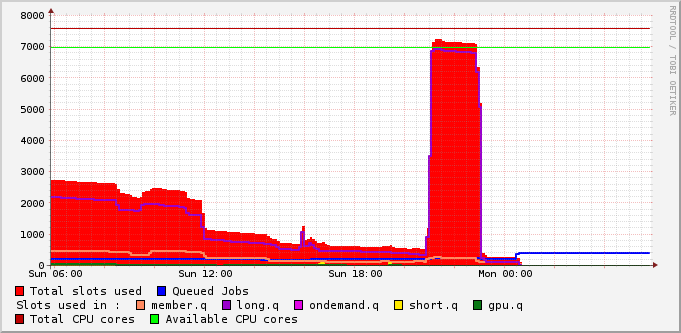 RRDTOOL / TOBI OETIKER
8000
7000
6000
5000
4000
3000
2000
1000
0
Sun 06:00 Sun 12:00 Sun 18:00 Mon 00:00
Total slots used Queued Jobs
Slots used in : member.q long.q ondemand.q short.q gpu.q
Total CPU cores Available CPU cores